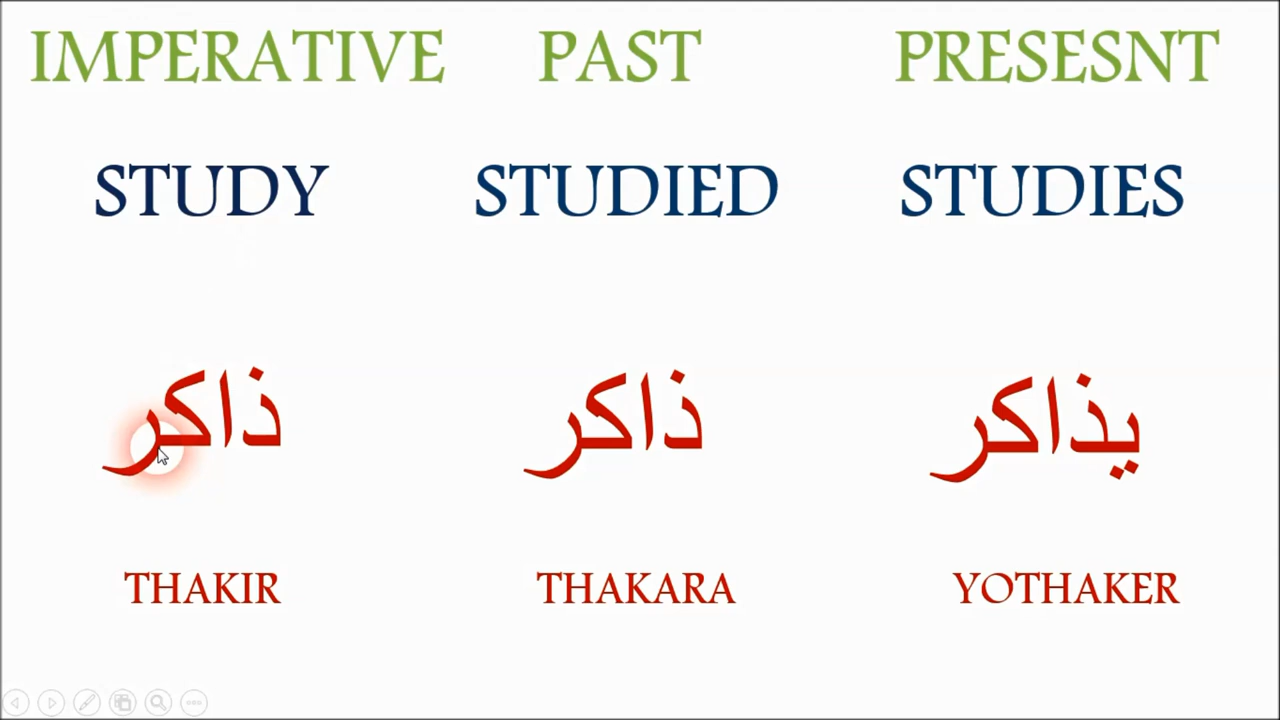 IMPERATIVE PAST PRESESNT
STUDY STUDIED STUDIES
ذاكر ذاكر يذاكر
THAKIR THAKARA YOTHAKER